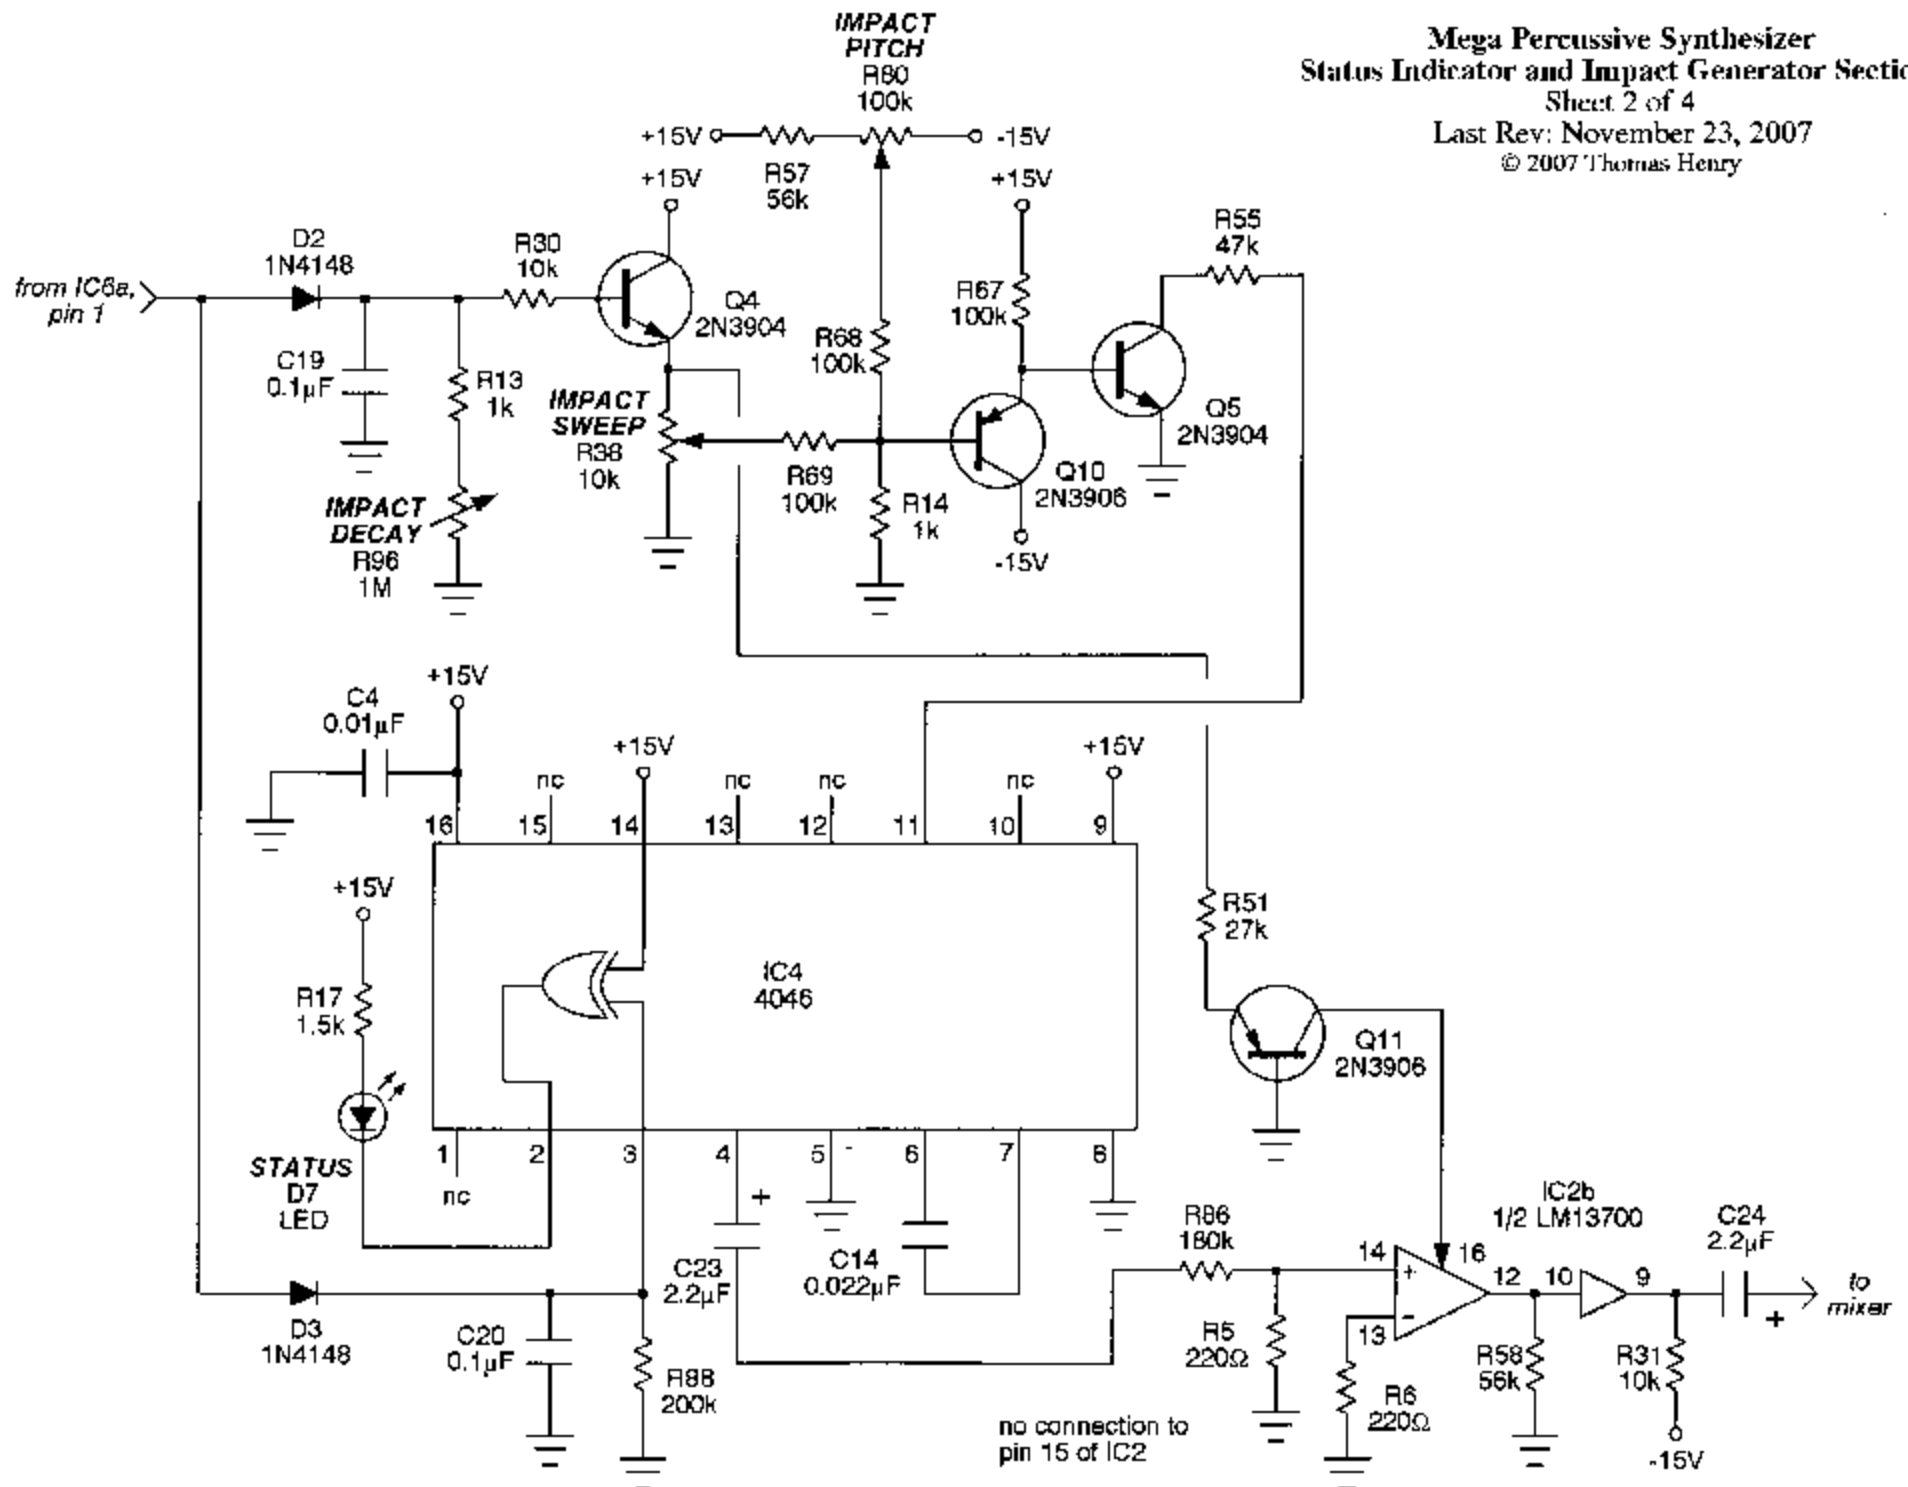 Mega Percussive Synthesizer
Status Indicator and Impact Generator Sectio
Sheet 2 of 4
Last Rev: November 23, 2007
© 2007 Thomas Henry
IMPACT
PITCH
R80
100k
+15V
-15V
R57
56k
+15V
+15V
R55
47k
D2
1N4148
R30
10k
from IC6a,
pin 1
Q4
2N3904
R67
100k
R68
100k
C19
0.1µF
R13
1k
IMPACT
SWEEP
R38
10k
Q5
2N3904
R69
100k
R14
1k
Q10
2N3906
-15V
IMPACT
DECAY
R96
1M
+15V
C4
0.01µF
+15V
+15V
nc
nc
nc
nc
16
15
14
13
12
11
10
9
+15V
R17
1.5k
IC4
4046
R51
27k
Q11
2N3906
STATUS
D7
LED
1
2
3
4
5
6
7
8
nc
+
C23
2.2µF
C14
0.022µF
R86
180k
IC2b
1/2 LM13700
C24
2.2µF
14
16
+
-
13
12
10
9
+
to
mixer
D3
1N4148
C20
0.1µF
R88
200k
R5
220Ω
R6
220Ω
R58
56k
R31
10k
-15V
no connection to
pin 15 of IC2